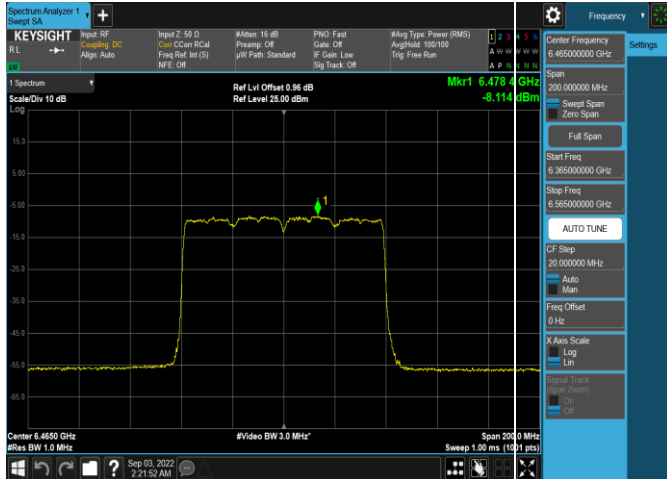 Spectrum Analyzer 1
Swept SA
+
Frequency
KEYSIGHT
RL
Input: RF
Coupling: DC
Align: Auto
Input Z: 50 Ω
Corr CCorr RCal
Freq Ref: Int (S)
NFE: Off
#Atten: 16 dB
Preamp: Off
µW Path: Standard
PNO: Fast
Gate: Off
IF Gain: Low
Sig Track: Off
#Avg Type: Power (RMS)
Avg|Hold: 100/100
Trig: Free Run
1 2 3 4 5 6
A W W W W W
A P N N N N
1 Spectrum
Scale/Div 10 dB
Log
Ref Lvl Offset 0.96 dB
Ref Level 25.00 dBm
Mkr1 6.478 4 GHz
-8.114 dBm
15.0
5.00
-5.00
-15.0
-25.0
-35.0
-45.0
-55.0
-65.0
1
Center 6.4650 GHz
#Res BW 1.0 MHz
#Video BW 3.0 MHz*
Span 200.0 MHz
Sweep 1.00 ms (1001 pts)
Center Frequency
6.465000000 GHz
Settings
Span
200.000000 MHz
Swept Span
Zero Span
Full Span
Start Freq
6.365000000 GHz
Stop Freq
6.565000000 GHz
AUTO TUNE
CF Step
20.000000 MHz
Auto
Man
Freq Offset
0 Hz
X Axis Scale
Log
Lin
Signal Track
(Span Zoom)
On
Off
?
Sep 03, 2022
2:21:52 AM